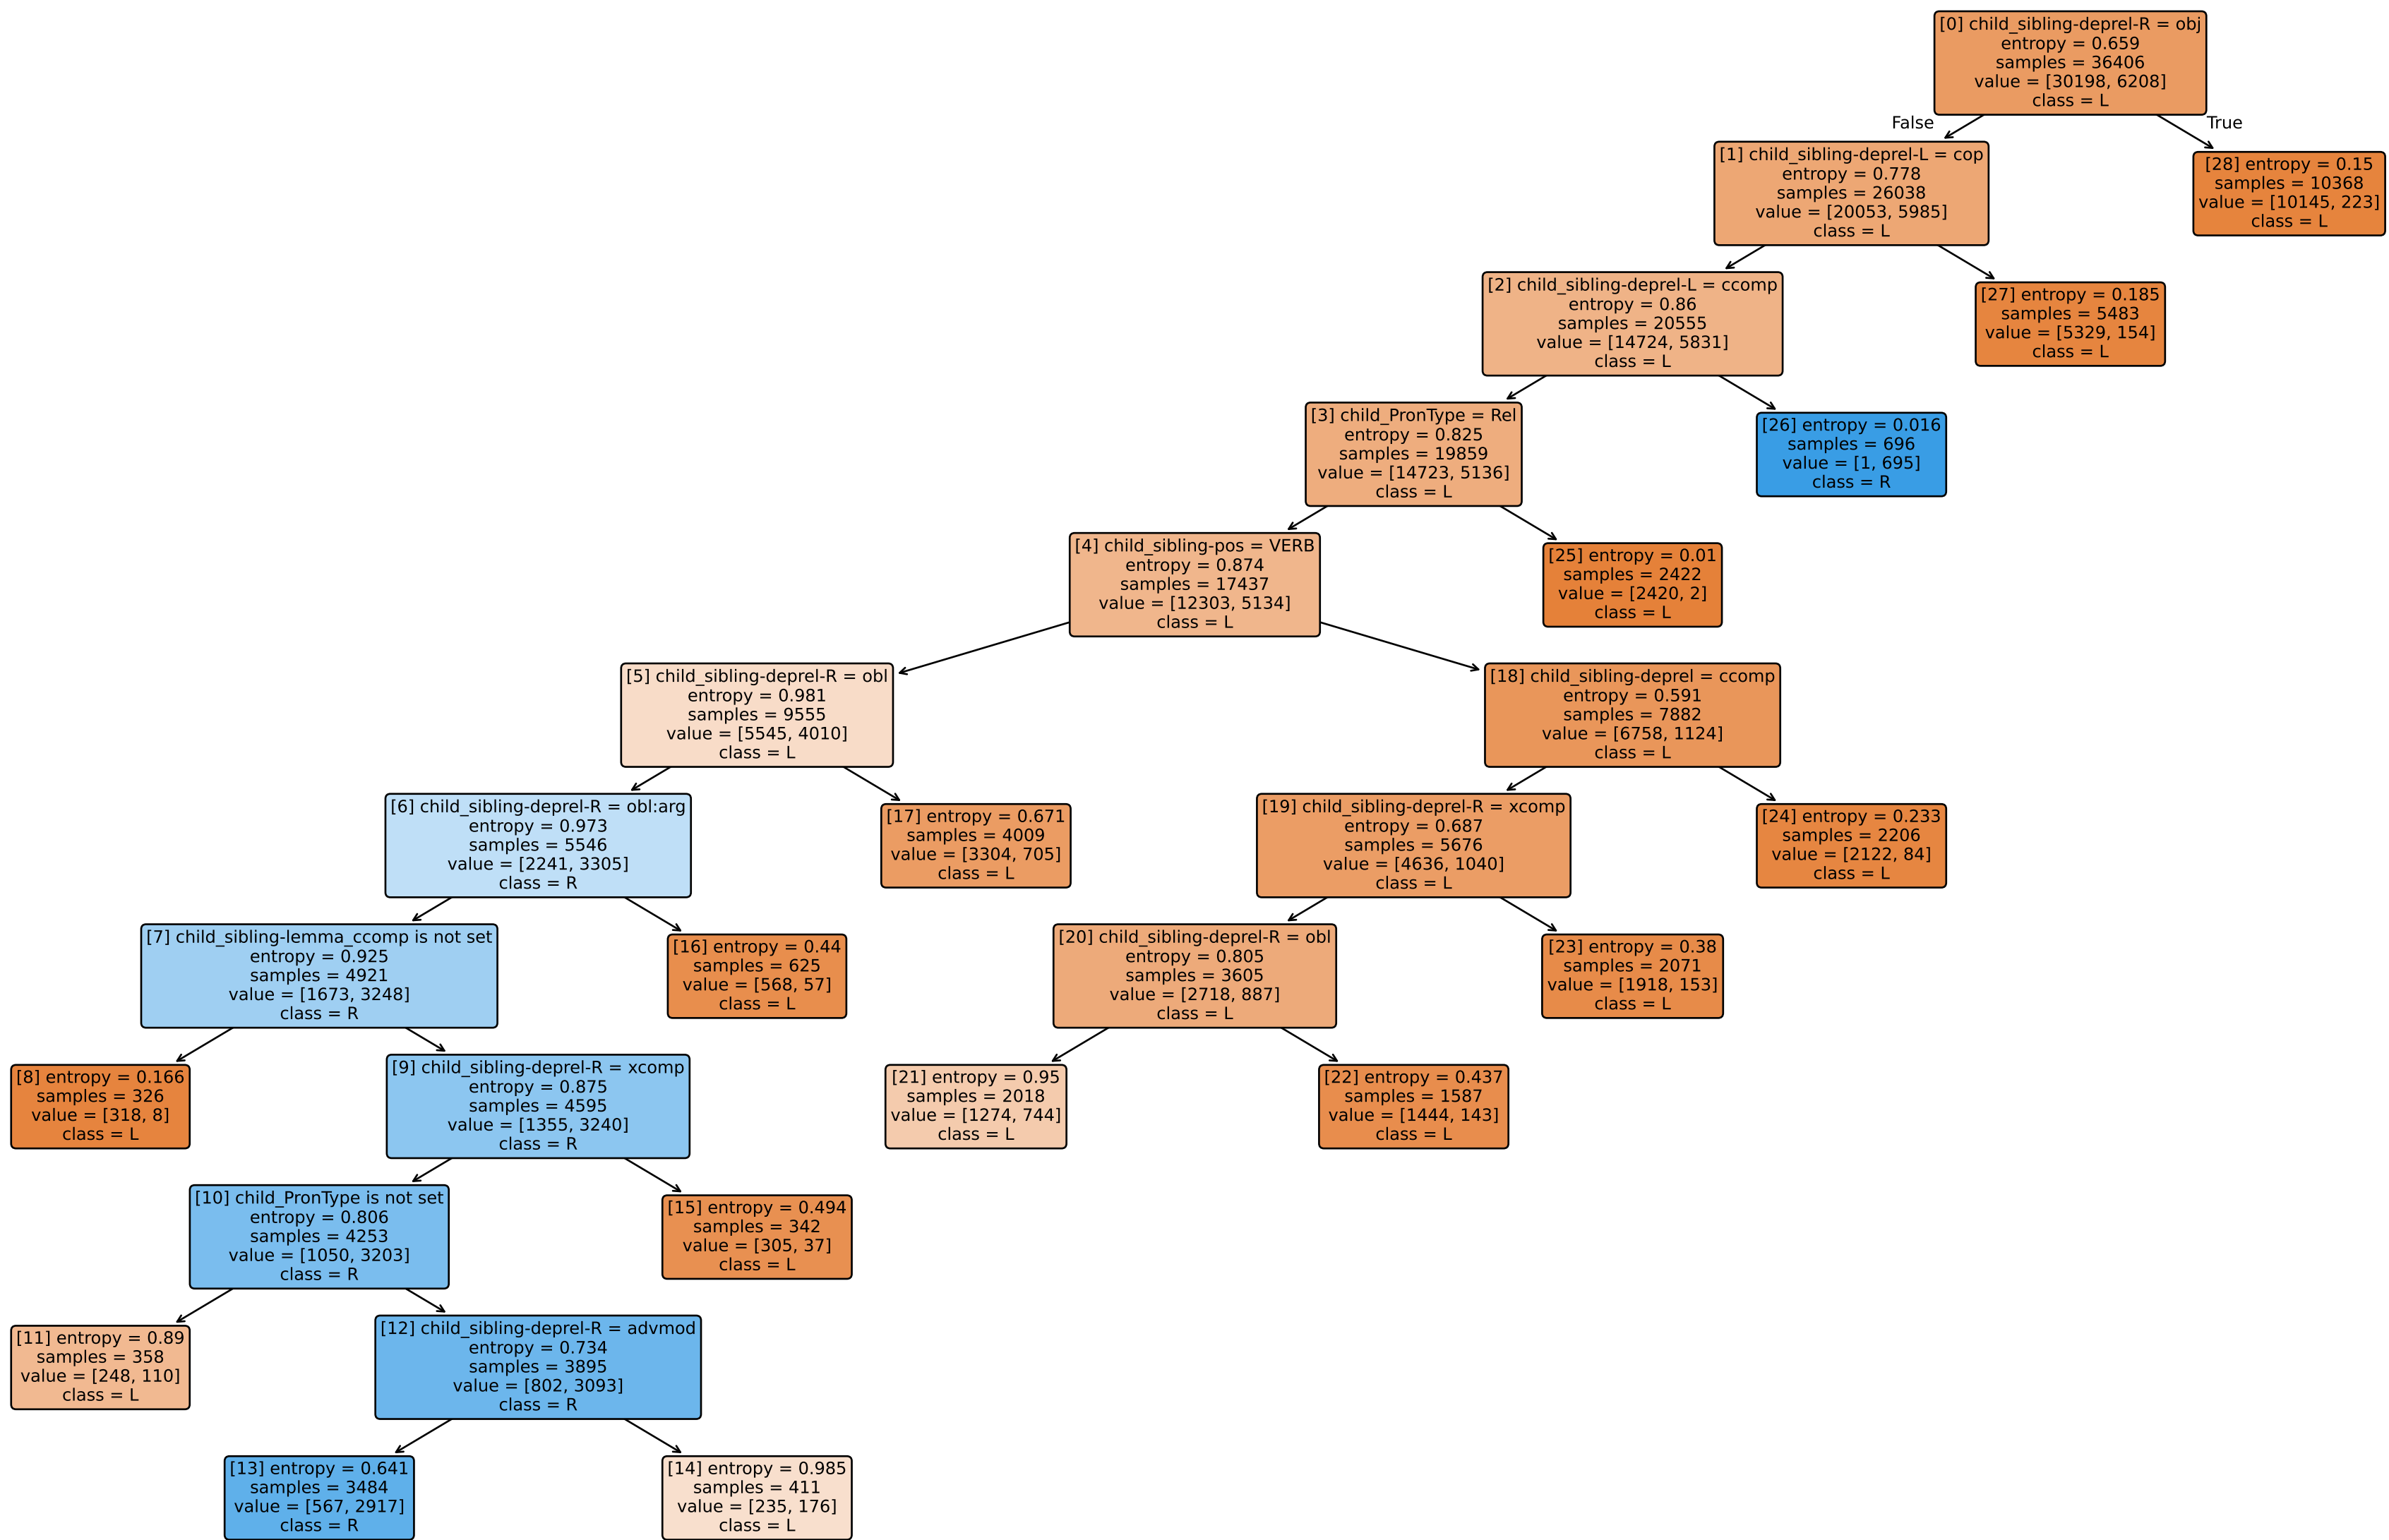 [0] child_sibling-deprel-R = obj
entropy = 0.659
samples = 36406
value = [30198, 6208]
class = L
False
True
[1] child_sibling-deprel-L = cop
entropy = 0.778
samples = 26038
value = [20053, 5985]
class = L
[28] entropy = 0.15
samples = 10368
value = [10145, 223]
class = L
[2] child_sibling-deprel-L = ccomp
entropy = 0.86
samples = 20555
value = [14724, 5831]
class = L
[27] entropy = 0.185
samples = 5483
value = [5329, 154]
class = L
[3] child_PronType = Rel
entropy = 0.825
samples = 19859
value = [14723, 5136]
class = L
[26] entropy = 0.016
samples = 696
value = [1, 695]
class = R
[4] child_sibling-pos = VERB
entropy = 0.874
samples = 17437
value = [12303, 5134]
class = L
[25] entropy = 0.01
samples = 2422
value = [2420, 2]
class = L
[5] child_sibling-deprel-R = obl
entropy = 0.981
samples = 9555
value = [5545, 4010]
class = L
[18] child_sibling-deprel = ccomp
entropy = 0.591
samples = 7882
value = [6758, 1124]
class = L
[6] child_sibling-deprel-R = obl:arg
entropy = 0.973
samples = 5546
value = [2241, 3305]
class = R
[17] entropy = 0.671
samples = 4009
value = [3304, 705]
class = L
[19] child_sibling-deprel-R = xcomp
entropy = 0.687
samples = 5676
value = [4636, 1040]
class = L
[24] entropy = 0.233
samples = 2206
value = [2122, 84]
class = L
[7] child_sibling-lemma_ccomp is not set
entropy = 0.925
samples = 4921
value = [1673, 3248]
class = R
[16] entropy = 0.44
samples = 625
value = [568, 57]
class = L
[20] child_sibling-deprel-R = obl
entropy = 0.805
samples = 3605
value = [2718, 887]
class = L
[23] entropy = 0.38
samples = 2071
value = [1918, 153]
class = L
[8] entropy = 0.166
samples = 326
value = [318, 8]
class = L
[9] child_sibling-deprel-R = xcomp
entropy = 0.875
samples = 4595
value = [1355, 3240]
class = R
[21] entropy = 0.95
samples = 2018
value = [1274, 744]
class = L
[22] entropy = 0.437
samples = 1587
value = [1444, 143]
class = L
[10] child_PronType is not set
entropy = 0.806
samples = 4253
value = [1050, 3203]
class = R
[15] entropy = 0.494
samples = 342
value = [305, 37]
class = L
[11] entropy = 0.89
samples = 358
value = [248, 110]
class = L
[12] child_sibling-deprel-R = advmod
entropy = 0.734
samples = 3895
value = [802, 3093]
class = R
[13] entropy = 0.641
samples = 3484
value = [567, 2917]
class = R
[14] entropy = 0.985
samples = 411
value = [235, 176]
class = L